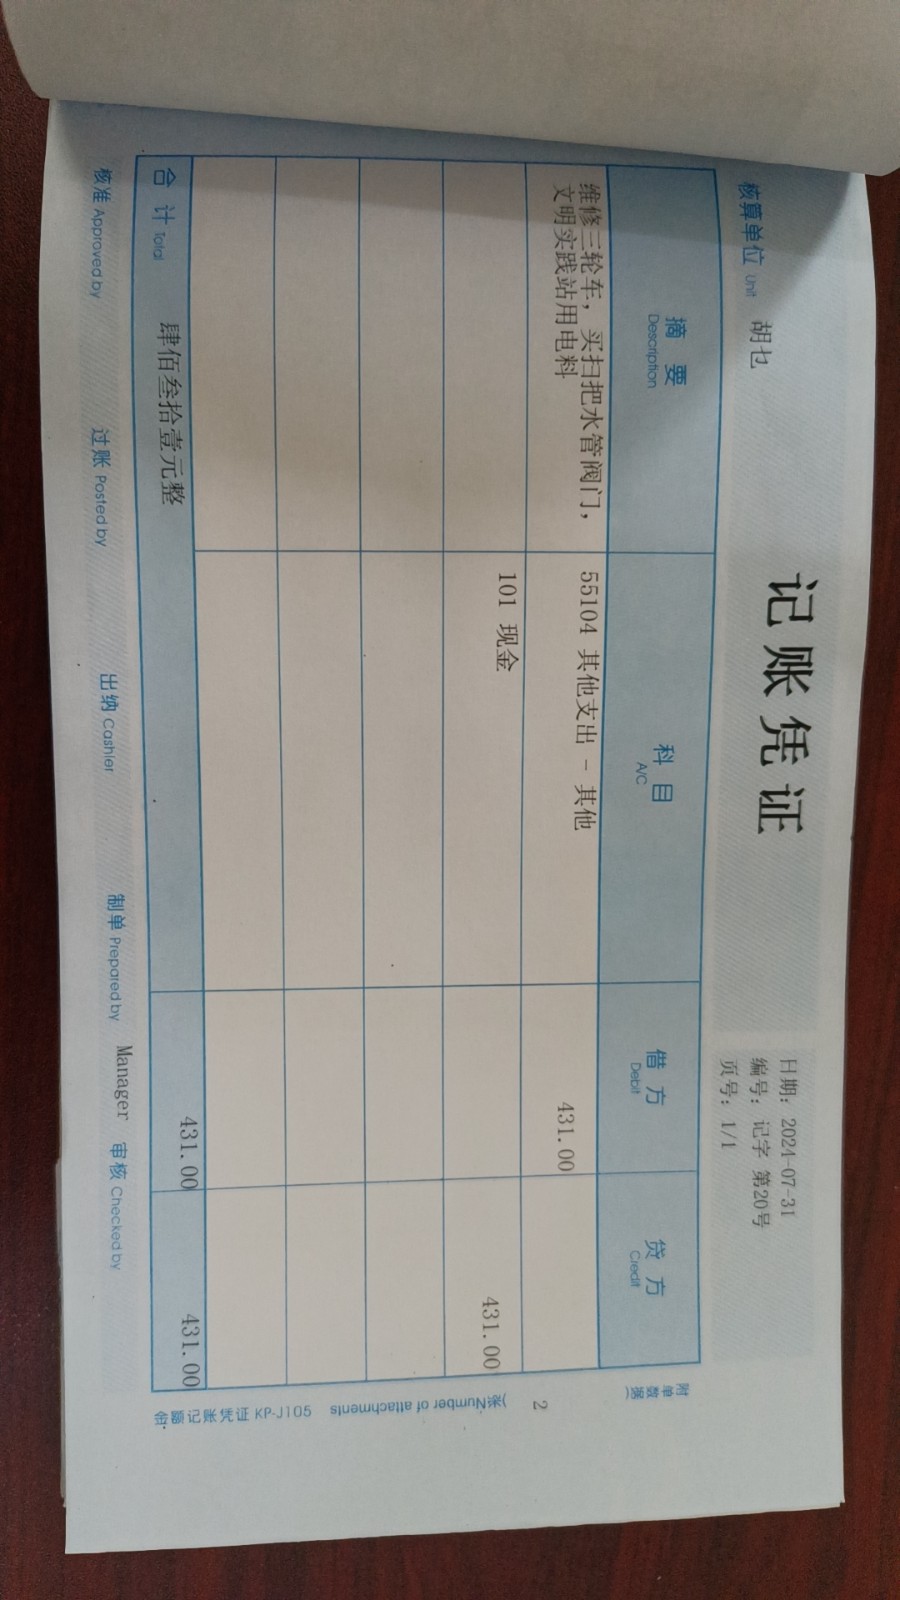 记账凭证
日期：2024-07-31
编号：记字 第20号
页号：1/1
核算单位 Unit 胡乜
摘要 Description 科目 A/C 借方 Debit 贷方 Credit
维修三轮车，买扫把水管阀门，
文明实践站用电料
55104 其他支出 - 其他 431.00
101 现金 431.00
合计 Total 肆佰叁拾壹元整 431.00 431.00
核准 Approved by 过账 Posted by 出纳 Cashier 制单 Prepared by Manager 审核 Checked by
附单数据(
2
张)Number of attachments
金额记账凭证 KP-J105